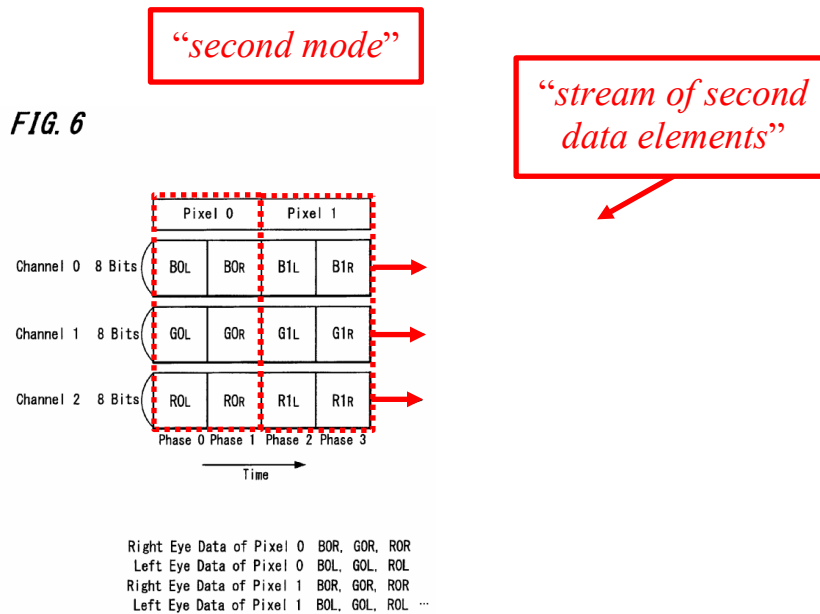 “second mode”
“stream of second
data elements”
FIG. 6
Pixel 0 Pixel 1
Channel 0 8 Bits B0L B0R B1L B1R
Channel 1 8 Bits G0L G0R G1L G1R
Channel 2 8 Bits R0L R0R R1L R1R
Phase 0 Phase 1 Phase 2 Phase 3
Time
Right Eye Data of Pixel 0 B0R, G0R, R0R
Left Eye Data of Pixel 0 B0L, G0L, R0L
Right Eye Data of Pixel 1 B0R, G0R, R0R
Left Eye Data of Pixel 1 B0L, G0L, R0L …